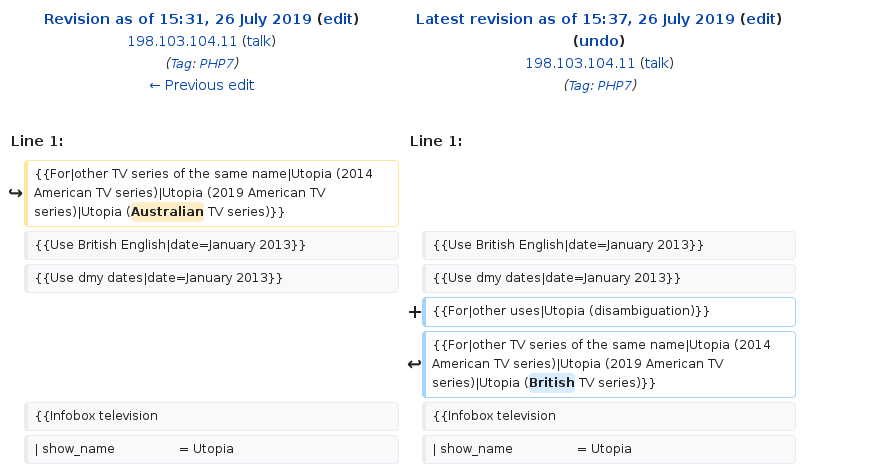 Revision as of 15:31, 26 July 2019 (edit)
198.103.104.11 (talk)
(Tag: PHP7)
← Previous edit
Latest revision as of 15:37, 26 July 2019 (edit)
(undo)
198.103.104.11 (talk)
(Tag: PHP7)
Line 1:
Line 1:
{{For|other TV series of the same name|Utopia (2014
American TV series)|Utopia (2019 American TV
series)|Utopia (Australian TV series)}}
{{Use British English|date=January 2013}}
{{Use British English|date=January 2013}}
{{Use dmy dates|date=January 2013}}
{{Use dmy dates|date=January 2013}}
+ {{For|other uses|Utopia (disambiguation)}}
{{For|other TV series of the same name|Utopia (2014
American TV series)|Utopia (2019 American TV
series)|Utopia (British TV series)}}
{{Infobox television
{{Infobox television
| show_name = Utopia
| show_name = Utopia